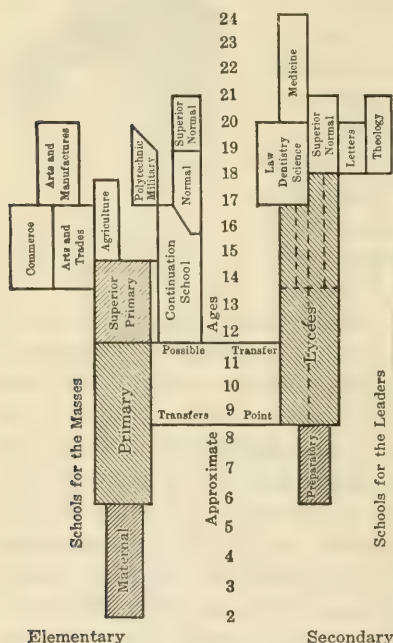 24
23
22
21
20
19
18
17
16
15
14
13
12
11
10
9
8
7
6
5
4
3
2
Approximate Ages
Schools for the Masses
Commerce
Arts and
Trades
Arts and
Manufactures
Agriculture
Superior Primary
Primary
Maternal
Polytechnic
Military
Superior
Normal
Normal
Continuation
School
Possible Transfer
Transfers Point
Medicine
Law
Dentistry
Science
Superior
Normal
Letters
Theology
Lycées
Preparatory
Schools for the Leaders
Elementary
Secondary